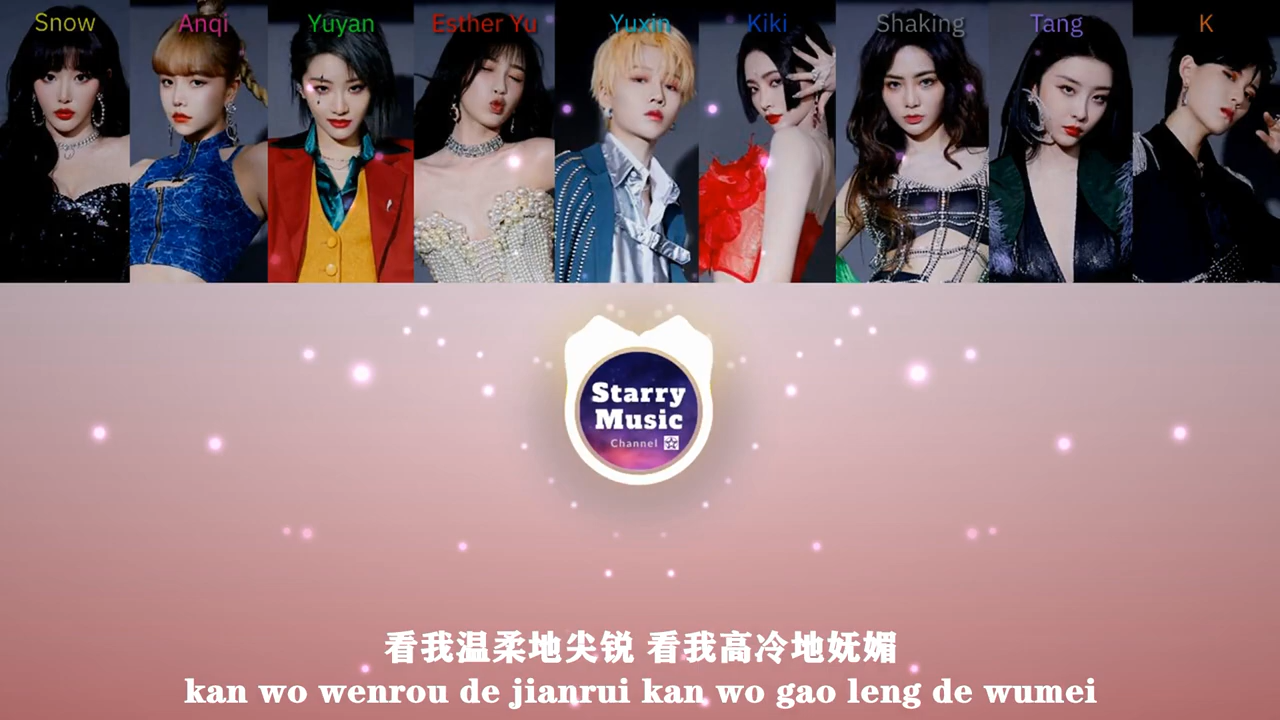 Snow Anqi Yuyan Esther Yu Yuxin Kiki Shaking Tang K
Starry
Music
Channel
看我温柔地尖锐 看我高冷地妩媚
kan wo wenrou de jianrui kan wo gao leng de wumei